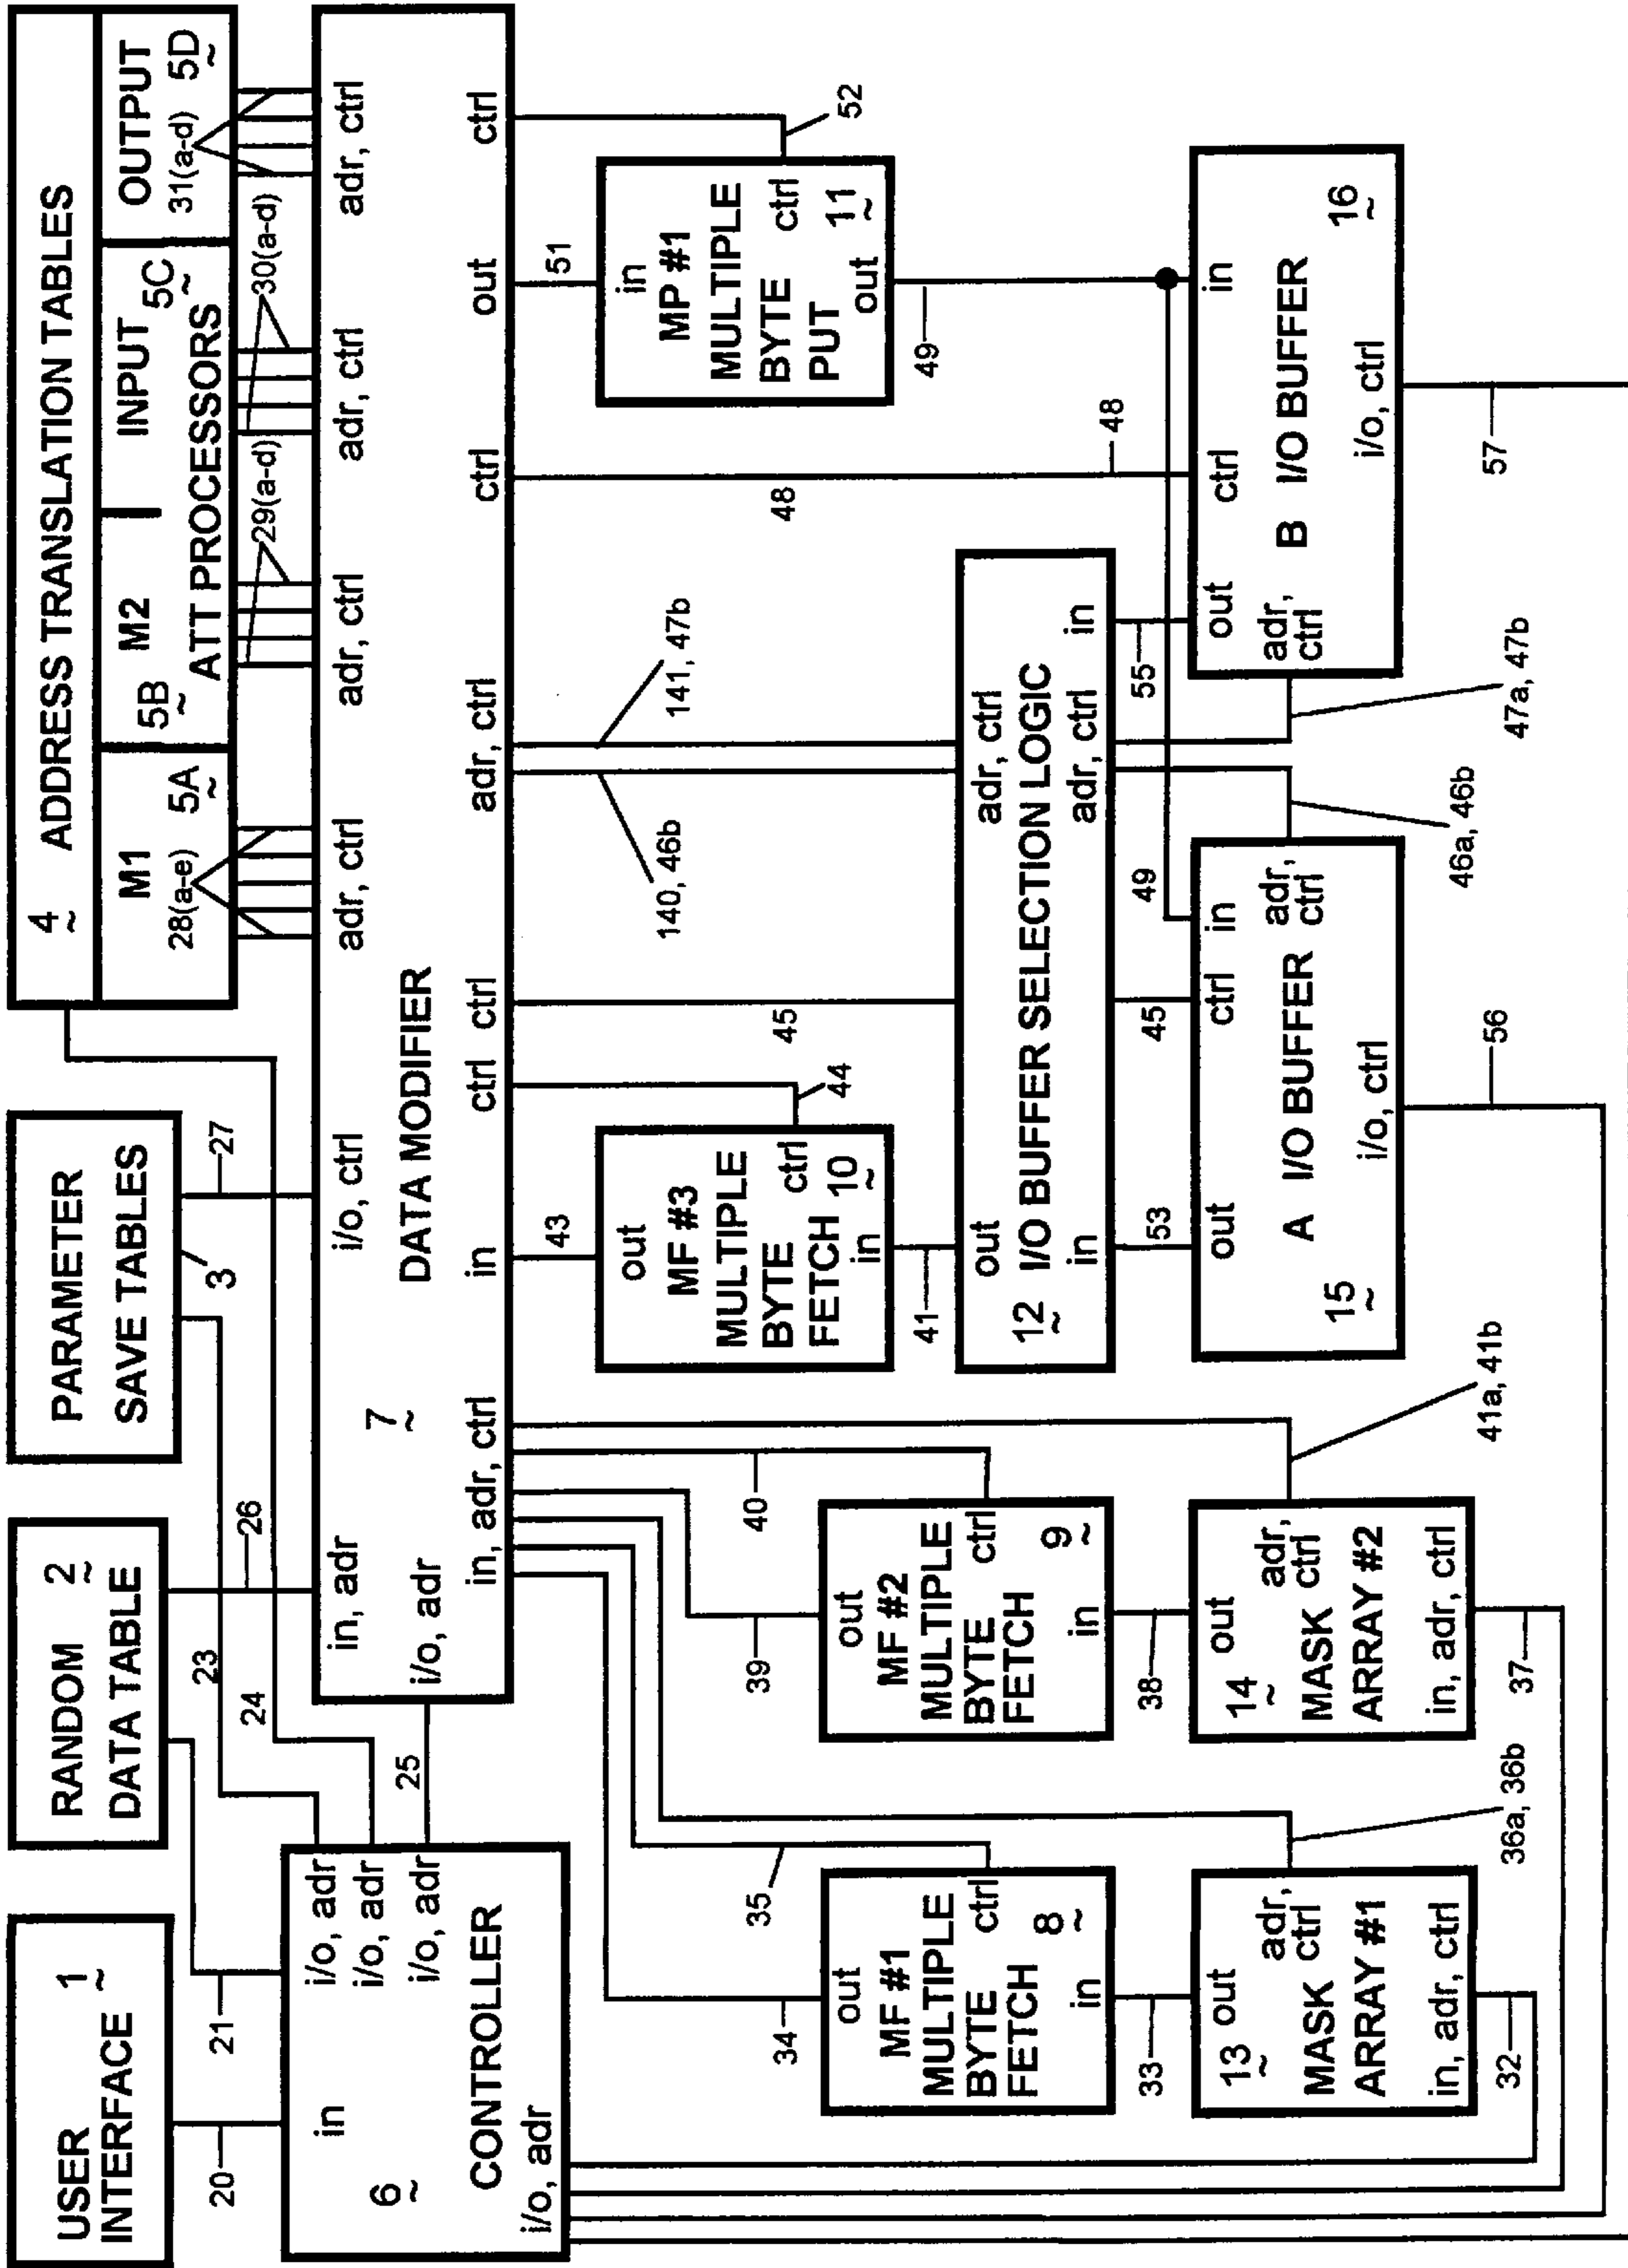 USER
INTERFACE
1
~
RANDOM
DATA TABLE
2
~
PARAMETER
SAVE TABLES
3
4
~
ADDRESS TRANSLATION TABLES
M1
28(a-e)
5A
~
5B
~
M2
INPUT
5C
~
ATT PROCESSORS
OUTPUT
31(a-d)
5D
~
29(a-d)
30(a-d)
20
21
23
24
26
27
in
i/o, adr
i/o, adr
i/o, adr
6
~
CONTROLLER
i/o, adr
25
in, adr
i/o, adr
i/o, ctrl
adr, ctrl
adr, ctrl
adr, ctrl
adr, ctrl
7
~
DATA MODIFIER
in, adr, ctrl
in
ctrl
ctrl
adr, ctrl
ctrl
out
ctrl
34
35
39
40
43
44
45
140, 46b
141, 47b
48
48
51
52
out
MF #1
MULTIPLE
BYTE
FETCH
ctrl
8
~
in
out
MF #2
MULTIPLE
BYTE
FETCH
ctrl
9
~
in
out
MF #3
MULTIPLE
BYTE
FETCH
ctrl
10
~
in
in
MP #1
MULTIPLE
BYTE
PUT
ctrl
11
~
out
33
38
41
49
out
adr, ctrl
12
~
I/O BUFFER SELECTION LOGIC
in
adr, ctrl
in
53
45
49
55
13
~
out
adr,
ctrl
MASK
ARRAY #1
in, adr, ctrl
14
~
out
adr,
ctrl
MASK
ARRAY #2
in, adr, ctrl
out
ctrl
in
adr,
ctrl
A I/O BUFFER
15
~
i/o, ctrl
out
adr,
ctrl
ctrl
in
B I/O BUFFER
16
~
i/o, ctrl
32
36a, 36b
37
41a, 41b
56
46a, 46b
47a, 47b
57